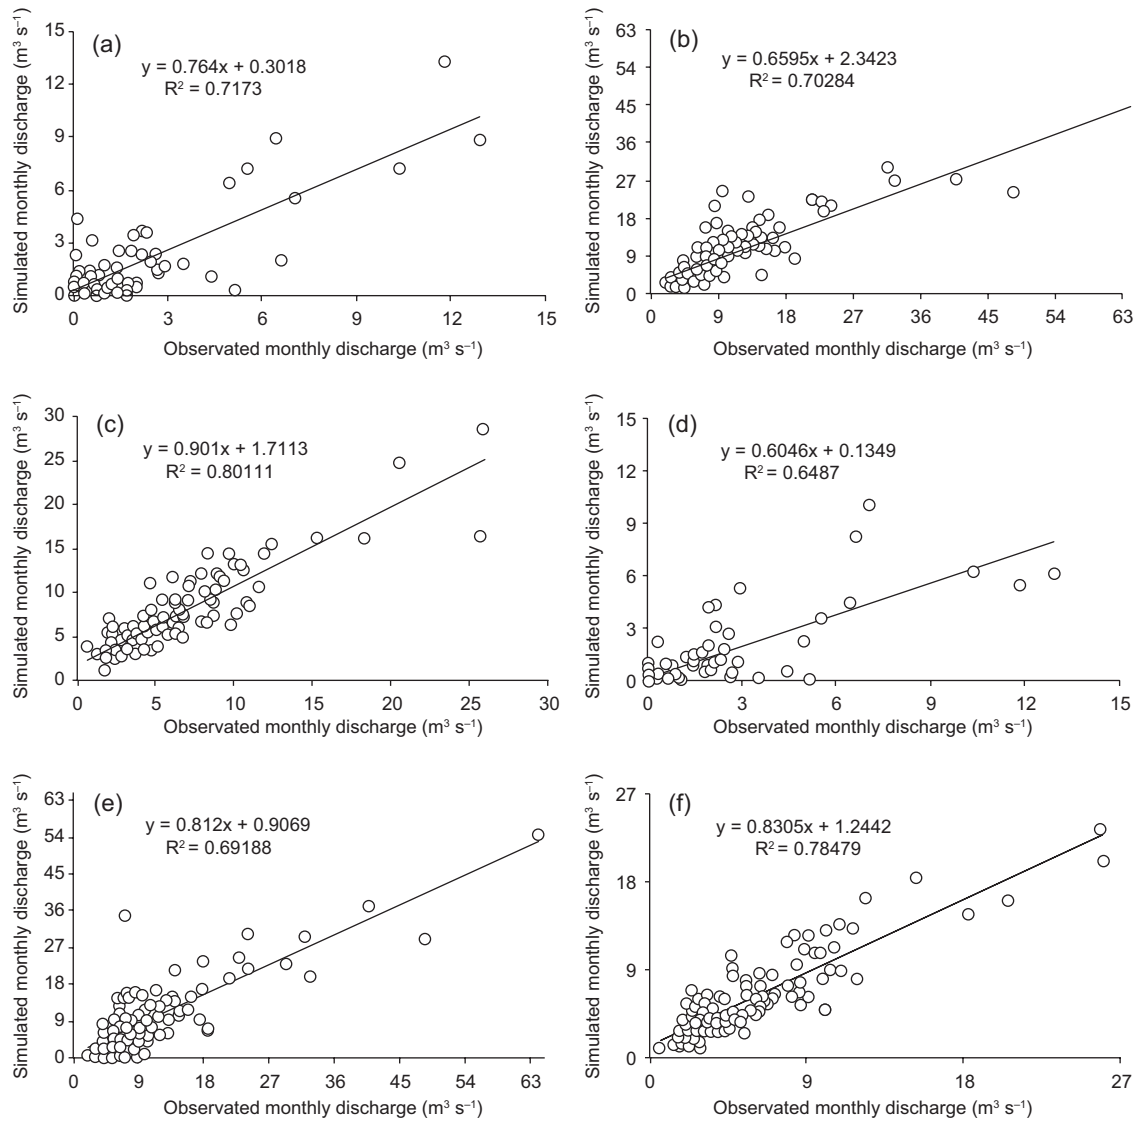 (a)
y = 0.764x + 0.3018
R² = 0.7173
Simulated monthly discharge (m³ s⁻¹)
15
12
9
6
3
0
0 3 6 9 12 15
Observated monthly discharge (m³ s⁻¹)
(b)
y = 0.6595x + 2.3423
R² = 0.70284
Simulated monthly discharge (m³ s⁻¹)
63
54
45
36
27
18
9
0
0 9 18 27 36 45 54 63
Observated monthly discharge (m³ s⁻¹)
(c)
y = 0.901x + 1.7113
R² = 0.80111
Simulated monthly discharge (m³ s⁻¹)
30
25
20
15
10
5
0
0 5 10 15 20 25 30
Observated monthly discharge (m³ s⁻¹)
(d)
y = 0.6046x + 0.1349
R² = 0.6487
Simulated monthly discharge (m³ s⁻¹)
15
12
9
6
3
0
0 3 6 9 12 15
Observated monthly discharge (m³ s⁻¹)
(e)
y = 0.812x + 0.9069
R² = 0.69188
Simulated monthly discharge (m³ s⁻¹)
63
54
45
36
27
18
9
0
0 9 18 27 36 45 54 63
Observated monthly discharge (m³ s⁻¹)
(f)
y = 0.8305x + 1.2442
R² = 0.78479
Simulated monthly discharge (m³ s⁻¹)
27
18
9
0
0 9 18 27
Observated monthly discharge (m³ s⁻¹)